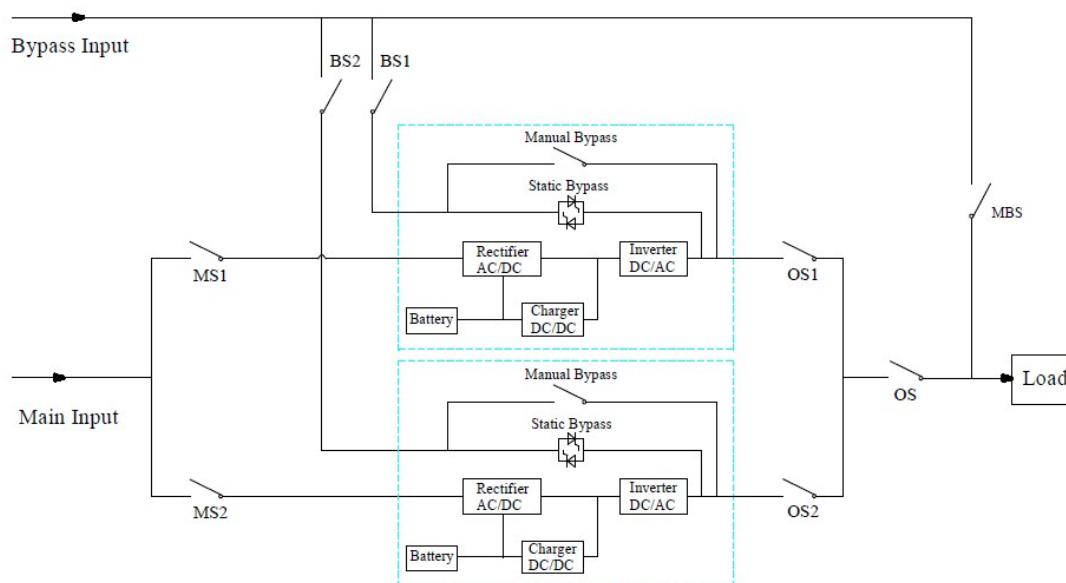 Bypass Input
BS2
BS1
Manual Bypass
Static Bypass
MBS
Rectifier
AC/DC
Inverter
DC/AC
MS1
OS1
Battery
Charger
DC/DC
Main Input
Manual Bypass
OS
Load
Static Bypass
Rectifier
AC/DC
Inverter
DC/AC
MS2
OS2
Battery
Charger
DC/DC